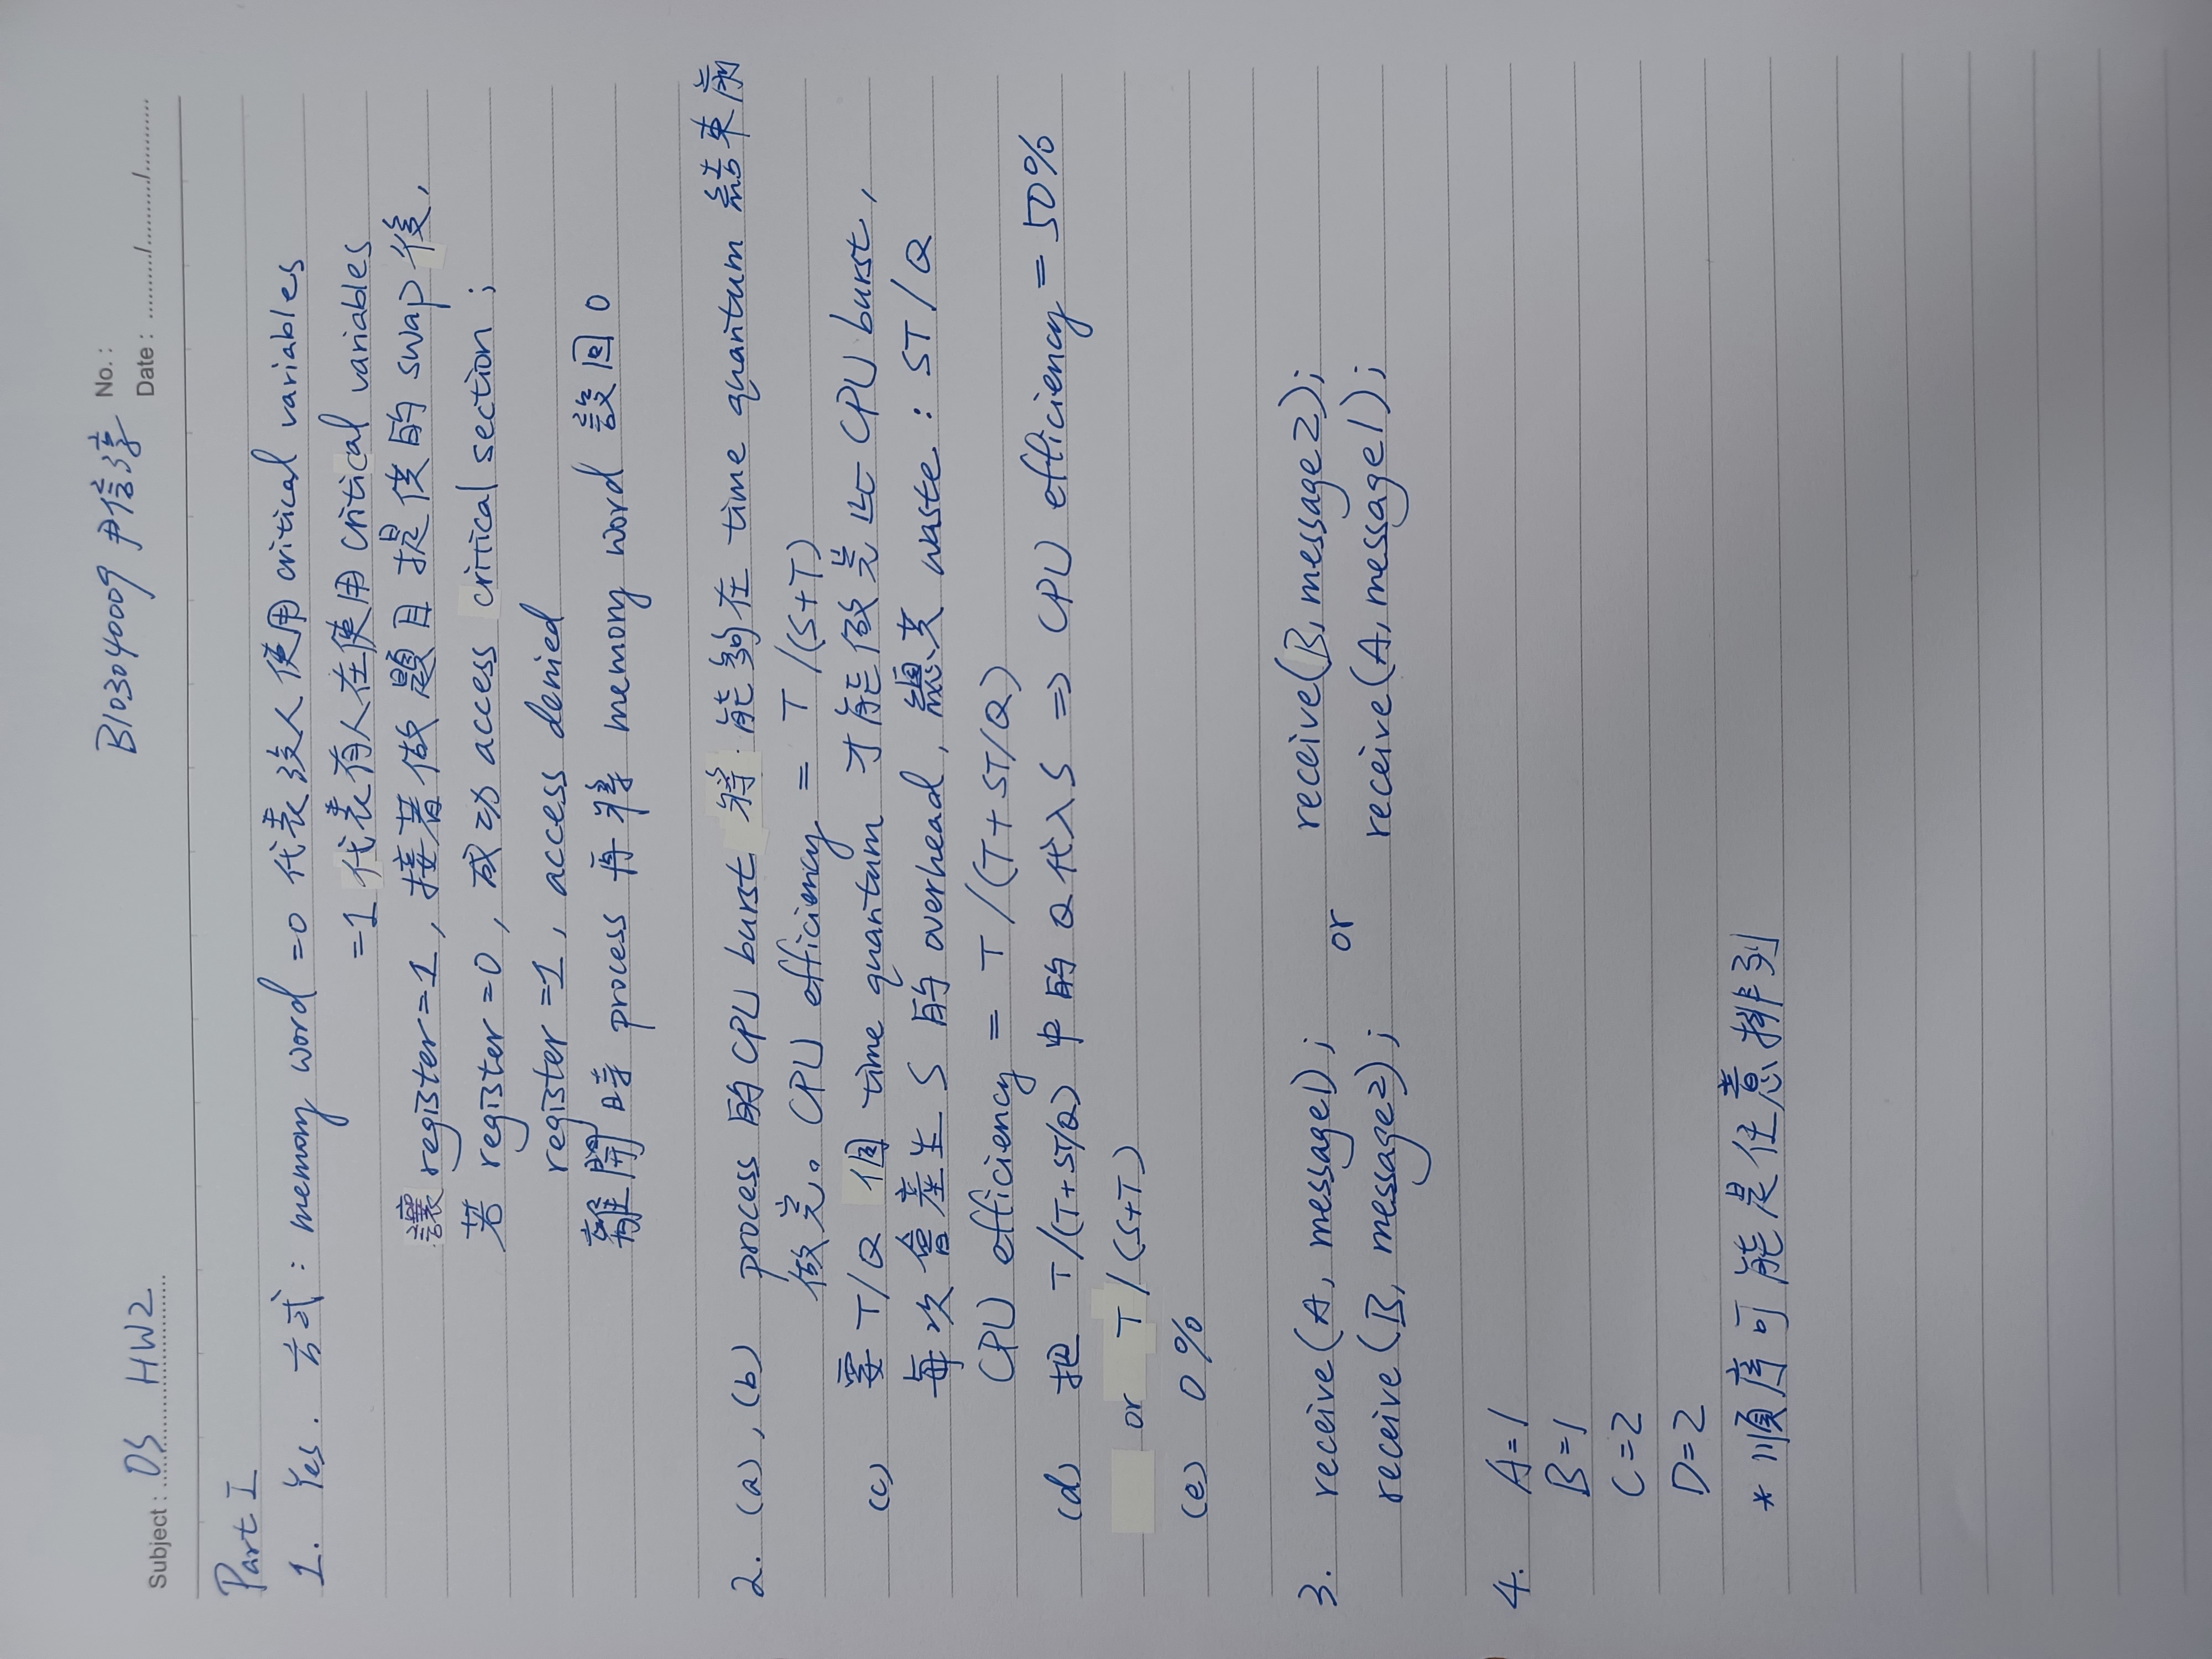 B103040009 尹信淳 No. :
Subject : OS HW2 Date : ........../........../...........
Part I
1. Yes. 方式 : memory word =0 代表沒人使用 critical variables
=1 代表有人在使用 critical variables
讓 register=1, 接著做題目提供的 swap 後,
若 register=0, 成功 access critical section ;
register=1, access denied
離開時 process 再將 memory word 設回 0
2. (a), (b) process 的 CPU burst 將能夠在 time quantum 結束前
做完。CPU efficiency = T /(S+T)
(c) 要 T/Q 個 time quantum 才能做完此 CPU burst,
每次會產生 S 的 overhead, 總共 waste : ST/Q
CPU efficiency = T/(T+ST/Q)
(d) 把 T/(T+ST/Q) 中的 Q 代入 S ⇒ CPU efficiency = 50%
or T/(S+T)
(e) 0%
3. receive(A, message1); or receive(B, message2);
receive(B, message2); receive(A, message1);
4. A=1
B=1
C=2
D=2
* 順序可能是任意排列